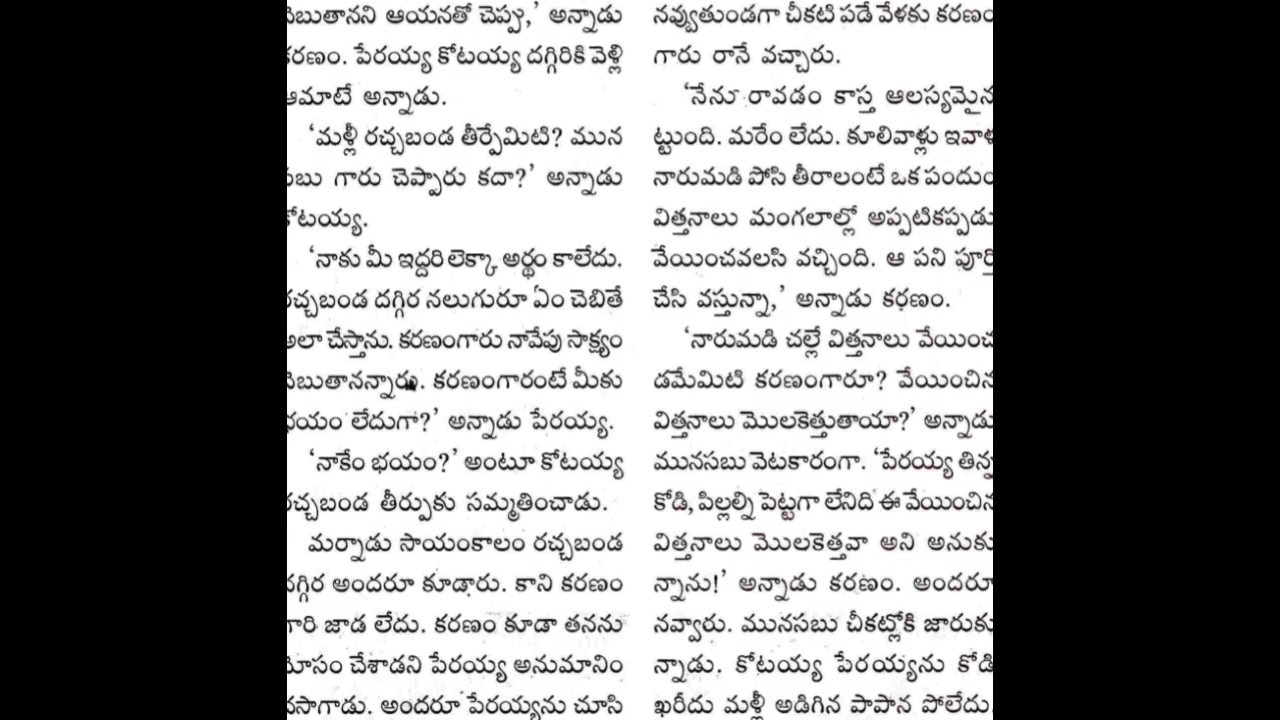 ఆయనతో చెప్పు,’ అన్నాడు
పేరయ్య కోటయ్య దగ్గిరికి వెళ్లి
ఆమాటే అన్నాడు.
‘మళ్లీ రచ్చబండ తీర్పేమిటి? మున
గారు చెప్పారు కదా?’ అన్నాడు
కోటయ్య.
‘నాకు మీ ఇద్దరి లెక్కా అర్థం కాలేదు.
రచ్చబండ దగ్గిర నలుగురూ ఏం చెబితే
అలా చేస్తాను. కరణంగారు నావేపు సాక్ష్యం
కరణంగారంటే మీకు
భయం లేదుగా?’ అన్నాడు పేరయ్య.
‘నాకేం భయం?’ అంటూ కోటయ్య
రచ్చబండ తీర్పుకు సమ్మతించాడు.
మర్నాడు సాయంకాలం రచ్చబండ
దగ్గిర అందరూ కూడారు. కాని కరణం
గారి జాడ లేదు. కరణం కూడా తనను
మోసం చేశాడని పేరయ్య అనుమానిం
చసాగాడు. అందరూ పేరయ్యను చూసి
నవ్వుతుండగా చీకటి పడే వేళకు కరణం
గారు రానే వచ్చారు.
‘నేను రావడం కాస్త ఆలస్యమైన
ట్టుంది. మరేం లేదు. కూలివాళ్లు ఇవాళ
నారుమడి పోసి తీరాలంటే ఒక పందుం
విత్తనాలు మంగలాల్లో అప్పటికప్పడు
వేయించవలసి వచ్చింది. ఆ పని పూర్తి
చేసి వస్తున్నా,’ అన్నాడు కరణం.
‘నారుమడి చల్లే విత్తనాలు వేయించ
డమేమిటి కరణంగారూ? వేయించిన
విత్తనాలు మొలకెత్తుతాయా?’ అన్నాడు
మునసబు వెటకారంగా. ‘పేరయ్య తిన్న
కోడి, పిల్లల్ని పెట్టగా లేనిది ఈ వేయించిన
విత్తనాలు మొలకెత్తవా అని అనుకు
న్నాను!’ అన్నాడు కరణం. అందరూ
నవ్వారు. మునసబు చీకట్లోకి జారుకు
న్నాడు. కోటయ్య పేరయ్యను కోడి
ఖరీదు మళ్లీ అడిగిన పాపాన పోలేదు.